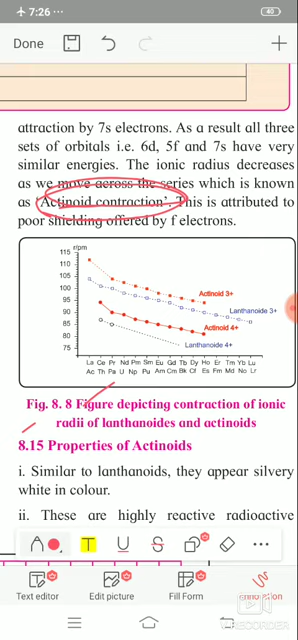 7:26 ...
40
Done
attraction by 7s electrons. As a result all three
sets of orbitals i.e. 6d, 5f and 7s have very
similar energies. The ionic radius decreases
as we move across the series which is known
as ‘Actinoid contraction’. This is attributed to
poor shielding offered by f electrons.
r/pm
115
110
105
100
95
90
85
80
75
Actinoid 3+
Lanthanoide 3+
Actinoid 4+
Lanthanoide 4+
La Ce Pr Nd Pm Sm Eu Gd Tb Dy Ho Er Tm Yb Lu
Ac Th Pa U Np Pu Am Cm Bk Cf Es Fm Md No Lr
Fig. 8. 8 Figure depicting contraction of ionic
radii of lanthanoides and actinoids
8.15 Properties of Actinoids
i. Similar to lanthanoids, they appear silvery
white in colour.
ii. These are highly reactive radioactive
T U S
Text editor
Edit picture
Fill Form
RECORDER